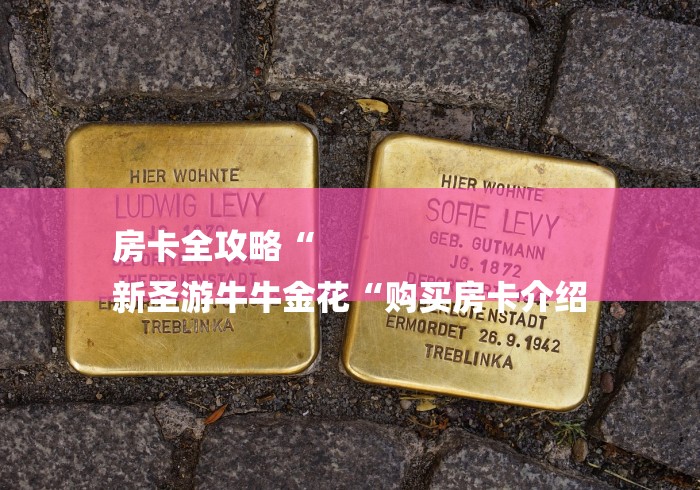 HIER WOHNTE
LUDWIG LEVY
THERESIENSTADT
TREBLINKA
HIER WOHNTE
SOFIE LEVY
GEB. GUTMANN
JG. 1872
ERMORDET 26.9.1942
TREBLINKA
房卡全攻略“
新圣游牛牛金花“购买房卡介绍